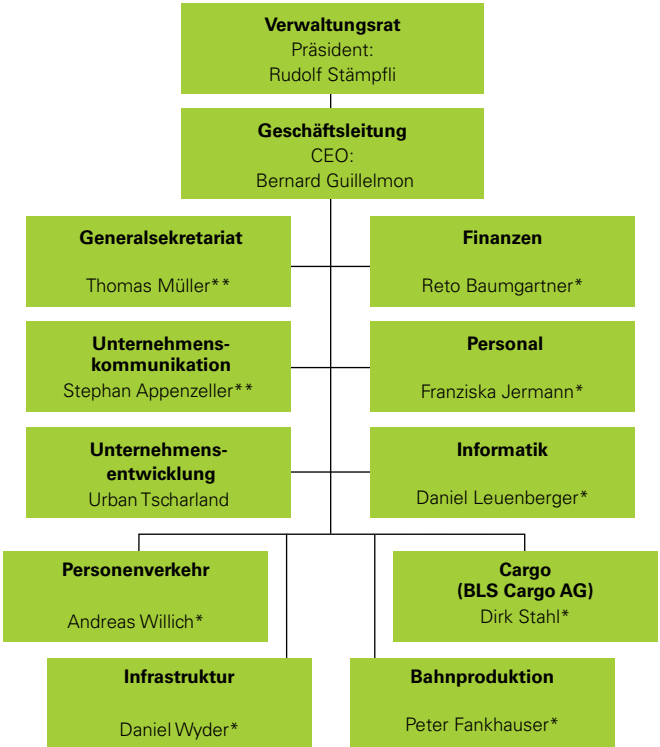 Verwaltungsrat
Präsident:
Rudolf Stämpfli
Geschäftsleitung
CEO:
Bernard Guillelmon
Generalsekretariat
Thomas Müller**
Finanzen
Reto Baumgartner*
Unternehmens-
kommunikation
Stephan Appenzeller**
Personal
Franziska Jermann*
Unternehmens-
entwicklung
Urban Tscharland
Informatik
Daniel Leuenberger*
Personenverkehr
Andreas Willich*
Cargo
(BLS Cargo AG)
Dirk Stahl*
Infrastruktur
Daniel Wyder*
Bahnproduktion
Peter Fankhauser*